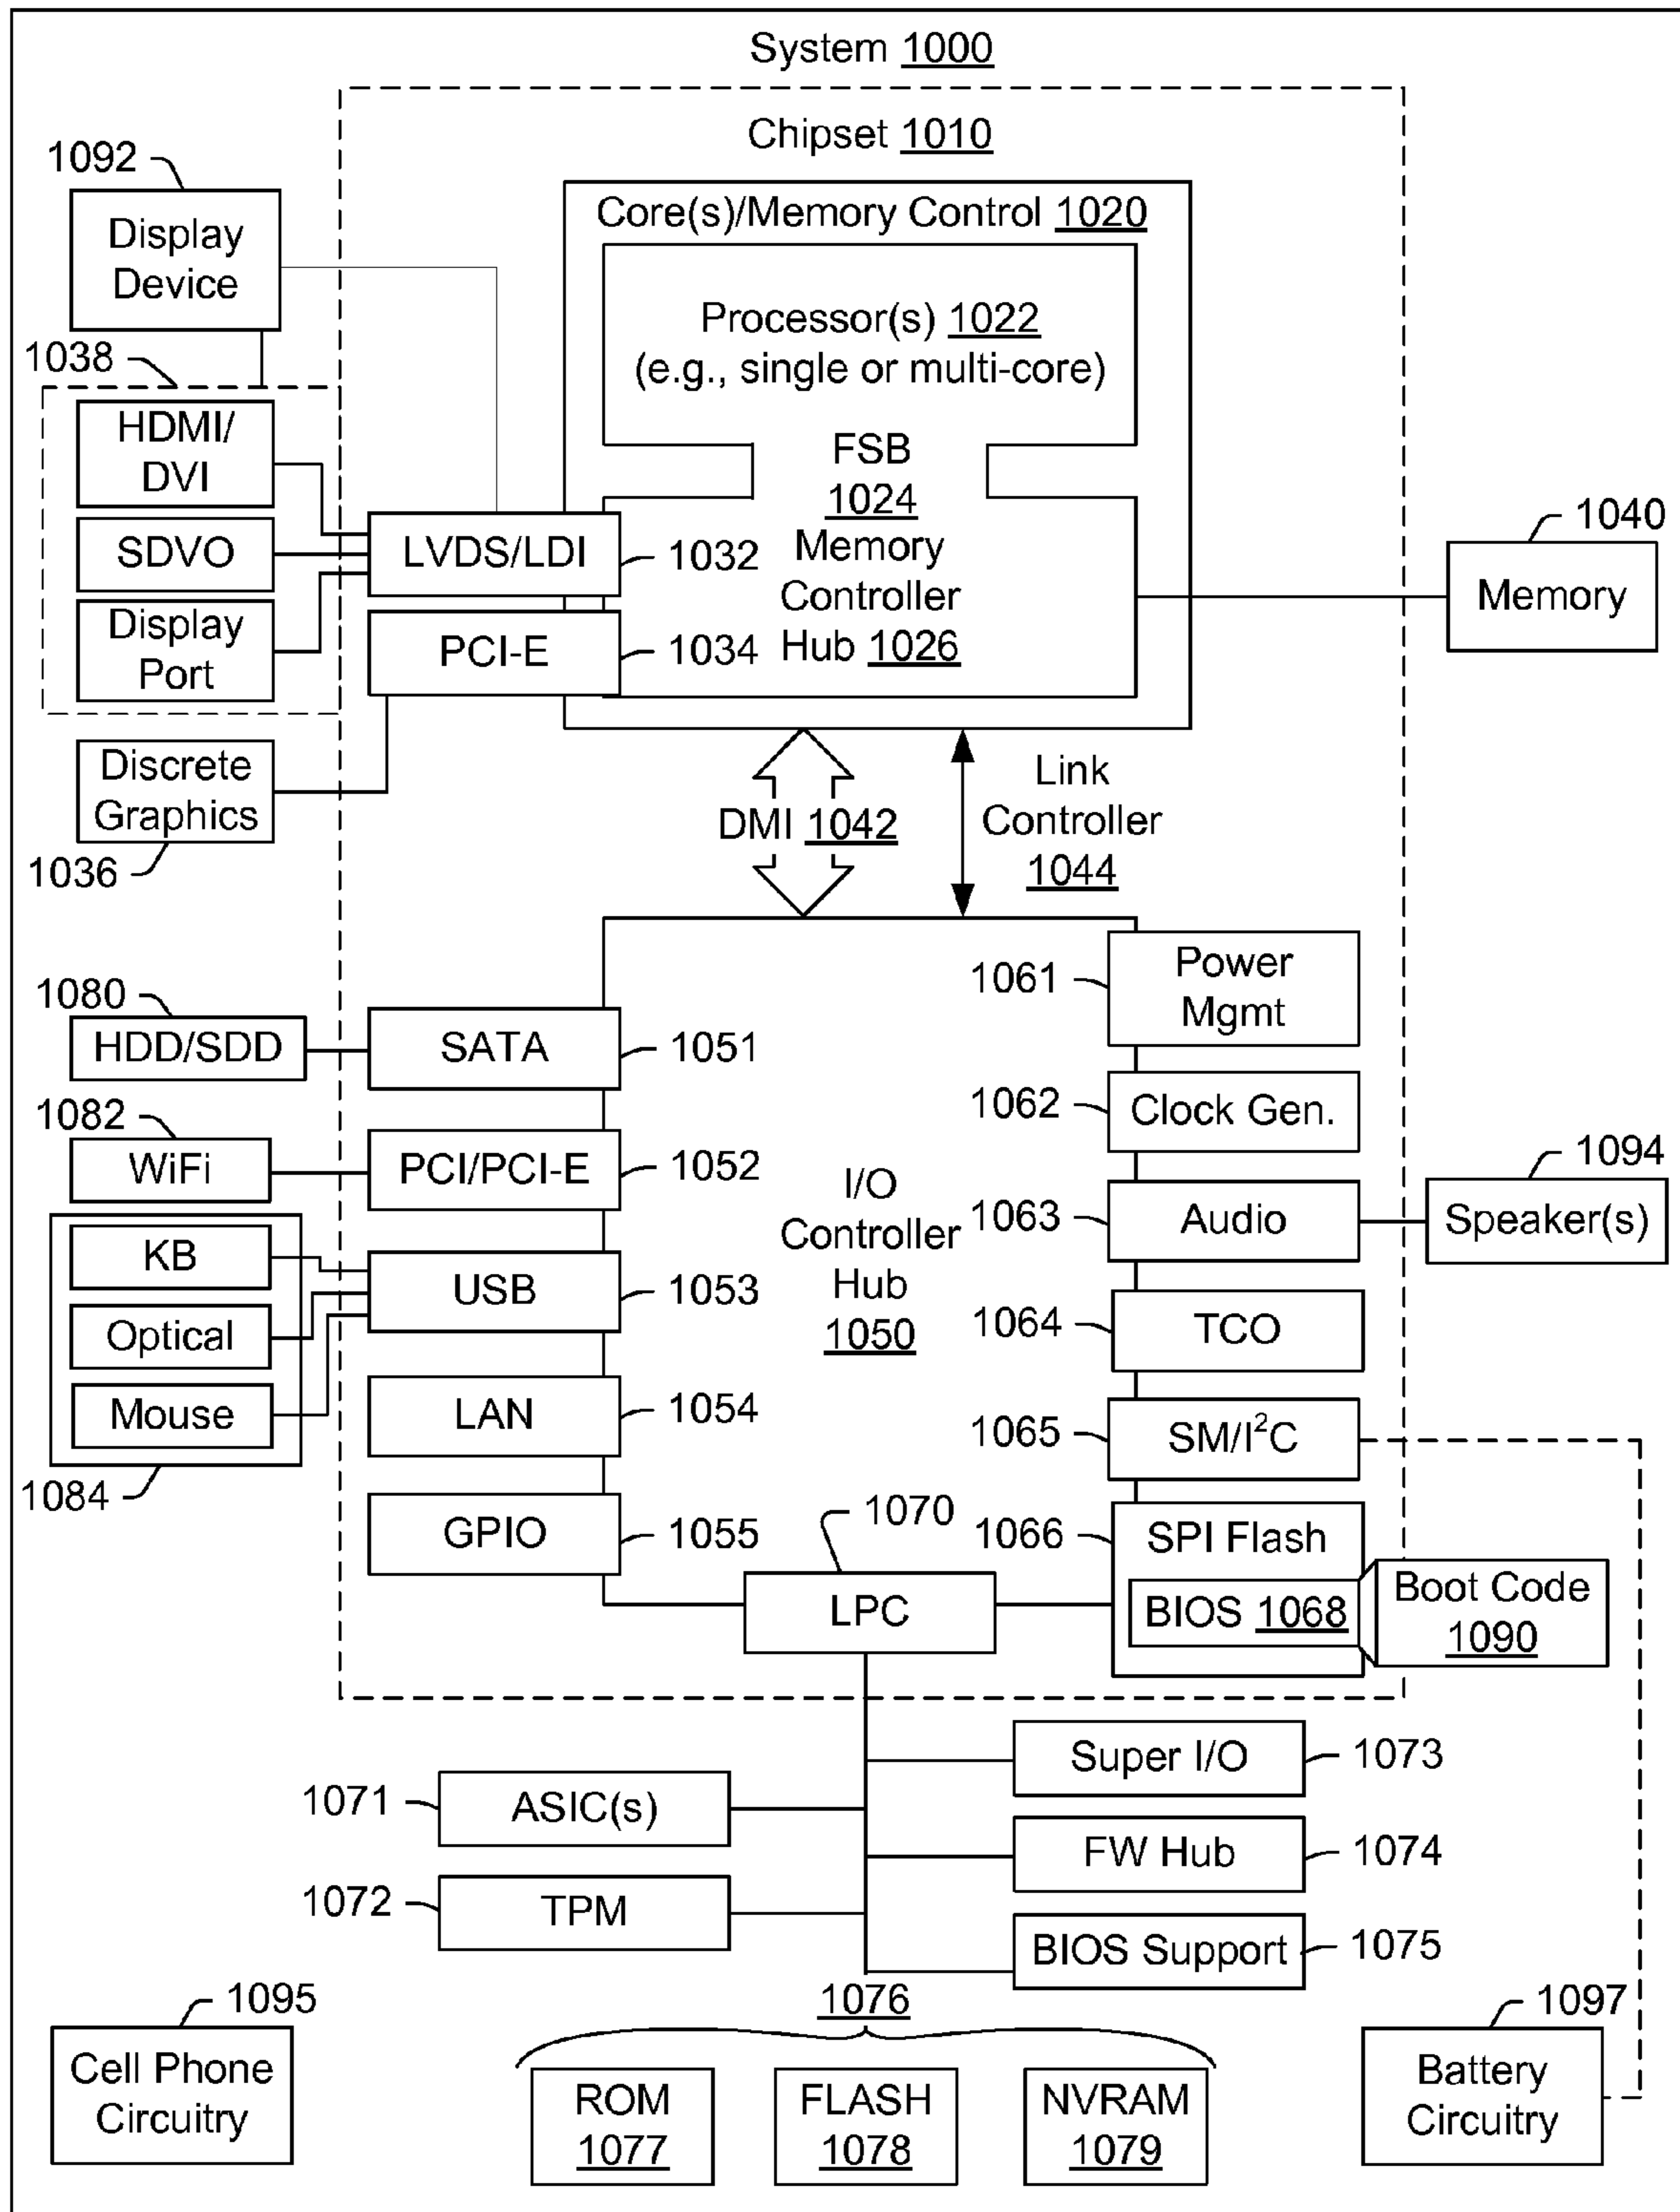 System 1000
Chipset 1010
1092
Display
Device
Core(s)/Memory Control 1020
Processor(s) 1022
(e.g., single or multi-core)
FSB
1024
Memory
Controller
Hub 1026
1038
HDMI/
DVI
SDVO
Display
Port
LVDS/LDI
1032
PCI-E
1034
1040
Memory
Discrete
Graphics
1036
DMI 1042
Link
Controller
1044
1080
HDD/SDD
SATA
1051
1082
WiFi
PCI/PCI-E
1052
KB
Optical
Mouse
1084
USB
1053
LAN
1054
GPIO
1055
I/O
Controller
Hub
1050
1061
Power
Mgmt
1062
Clock Gen.
1063
Audio
1094
Speaker(s)
1064
TCO
1065
SM/I²C
1066
SPI Flash
BIOS 1068
Boot Code
1090
1070
LPC
1071
ASIC(s)
1072
TPM
Super I/O
1073
FW Hub
1074
BIOS Support
1075
1076
ROM
1077
FLASH
1078
NVRAM
1079
1095
Cell Phone
Circuitry
1097
Battery
Circuitry